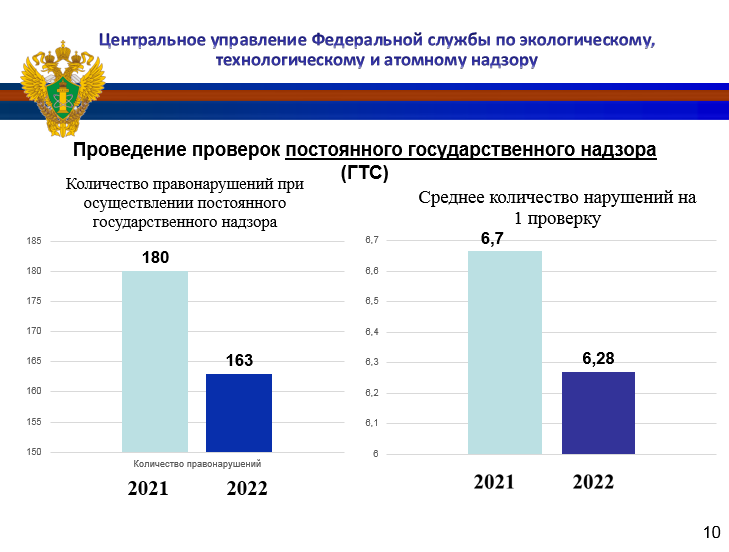 Центральное управление Федеральной службы по экологическому,
технологическому и атомному надзору
Проведение проверок постоянного государственного надзора
(ГТС)
Количество правонарушений при
осуществлении постоянного
государственного надзора
185
180
175
170
165
160
155
150
180
163
Количество правонарушений
2021
2022
Среднее количество нарушений на
1 проверку
6,7
6,6
6,5
6,4
6,3
6,2
6,1
6
6,7
6,28
2021
2022
10